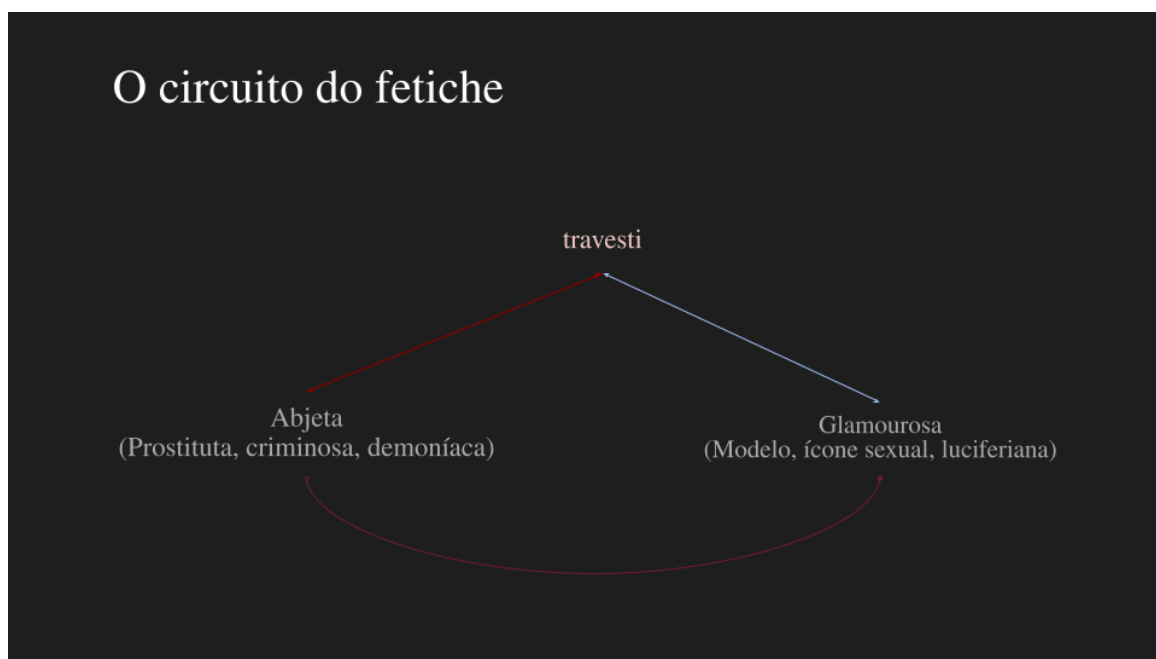 O circuito do fetiche
travesti
Abjeta
(Prostituta, criminosa, demoníaca)
Glamourosa
(Modelo, ícone sexual, luciferiana)